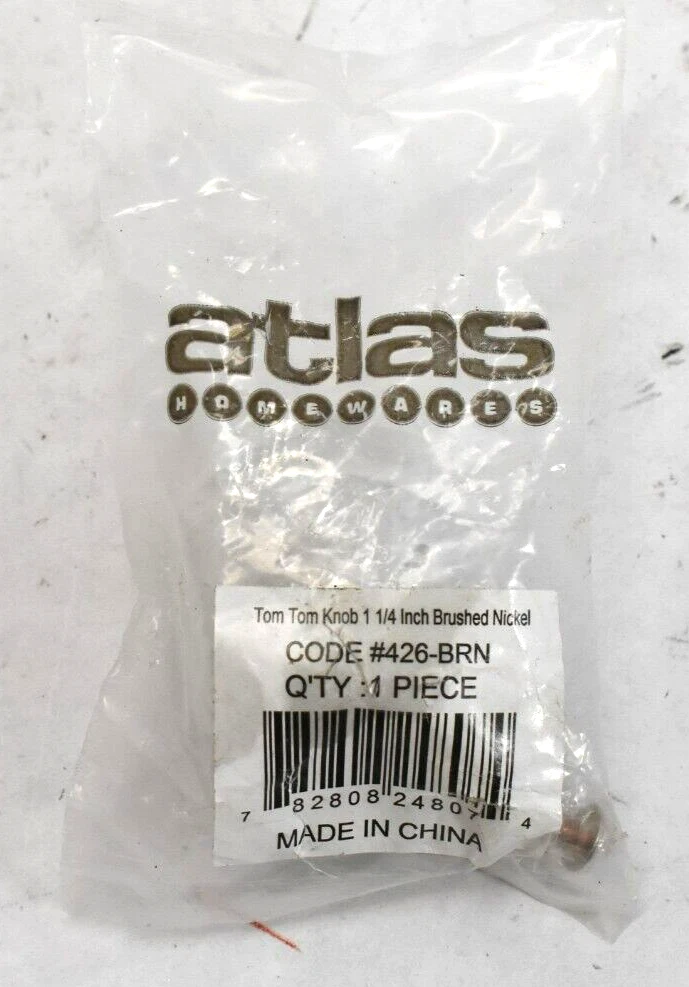 atlas
HOMEWARES
Tom Tom Knob 1 1/4 Inch Brushed Nickel
CODE #426-BRN
Q'TY :1 PIECE
7 82808 24807 4
MADE IN CHINA